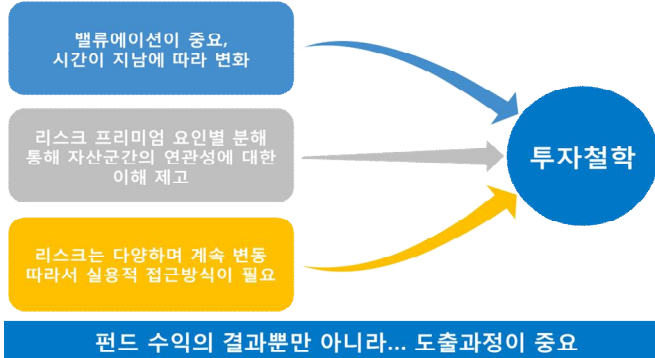 밸류에이션이 중요,
시간이 지남에 따라 변화
리스크 프리미엄 요인별 분해
통해 자산군간의 연관성에 대한
이해 제고
리스크는 다양하며 계속 변동
따라서 실용적 접근방식이 필요
투자철학
펀드 수익의 결과뿐만 아니라... 도출과정이 중요